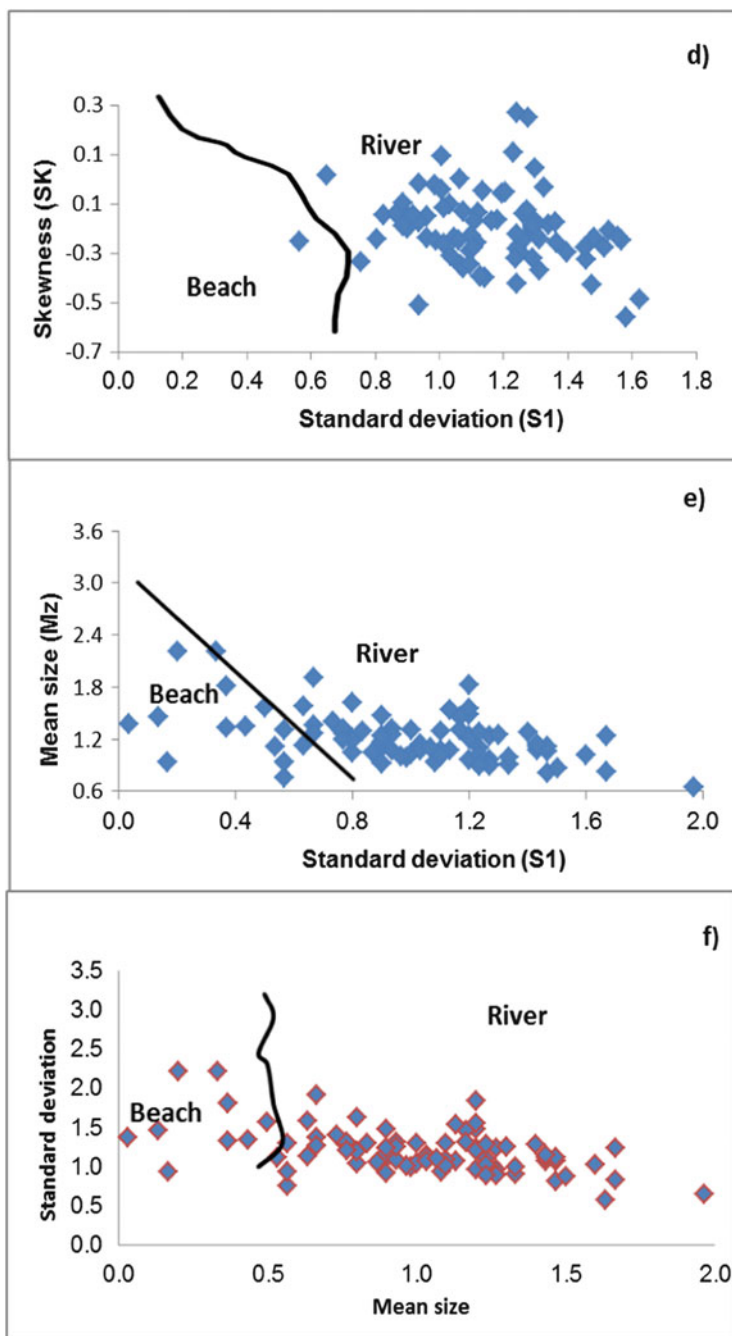 d)
0.3
0.1
0.1
-0.3
-0.5
-0.7
Skewness (SK)
River
Beach
0.0 0.2 0.4 0.6 0.8 1.0 1.2 1.4 1.6 1.8
Standard deviation (S1)
e)
3.6
3.0
2.4
1.8
1.2
0.6
Mean size (Mz)
River
Beach
0.0 0.4 0.8 1.2 1.6 2.0
Standard deviation (S1)
f)
3.5
3.0
2.5
2.0
1.5
1.0
0.5
0.0
Standard deviation
River
Beach
0.0 0.5 1.0 1.5 2.0
Mean size